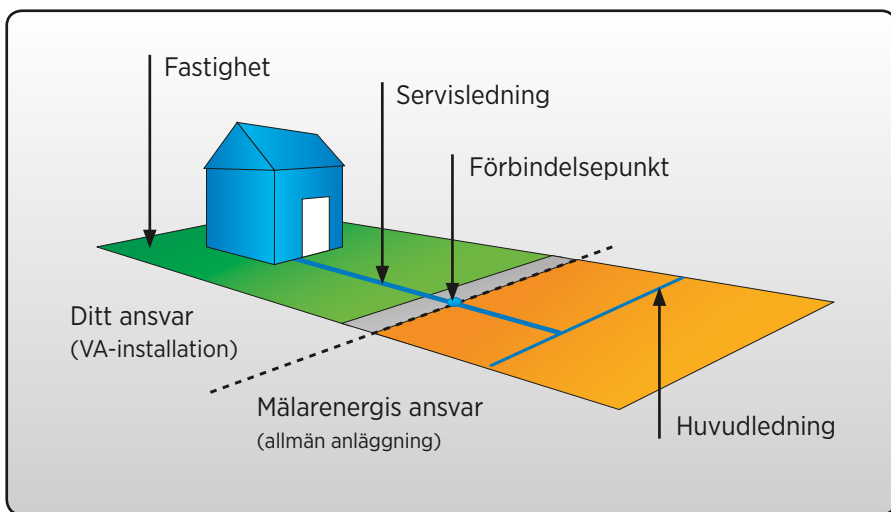 Fastighet
Servisledning
Förbindelsepunkt
Ditt ansvar
(VA-installation)
Mälarenergis ansvar
(allmän anläggning)
Huvudledning